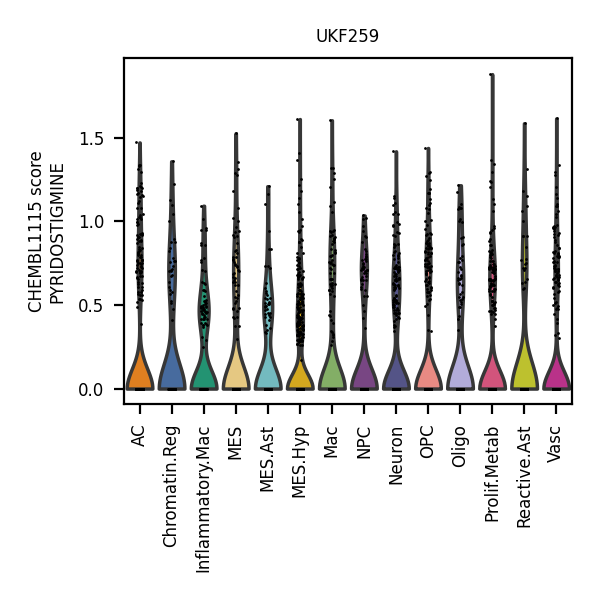 UKF259
CHEMBL1115 score
PYRIDOSTIGMINE
1.5
1.0
0.5
0.0
AC
Chromatin.Reg
Inflammatory.Mac
MES
MES.Ast
MES.Hyp
Mac
NPC
Neuron
OPC
Oligo
Prolif.Metab
Reactive.Ast
Vasc